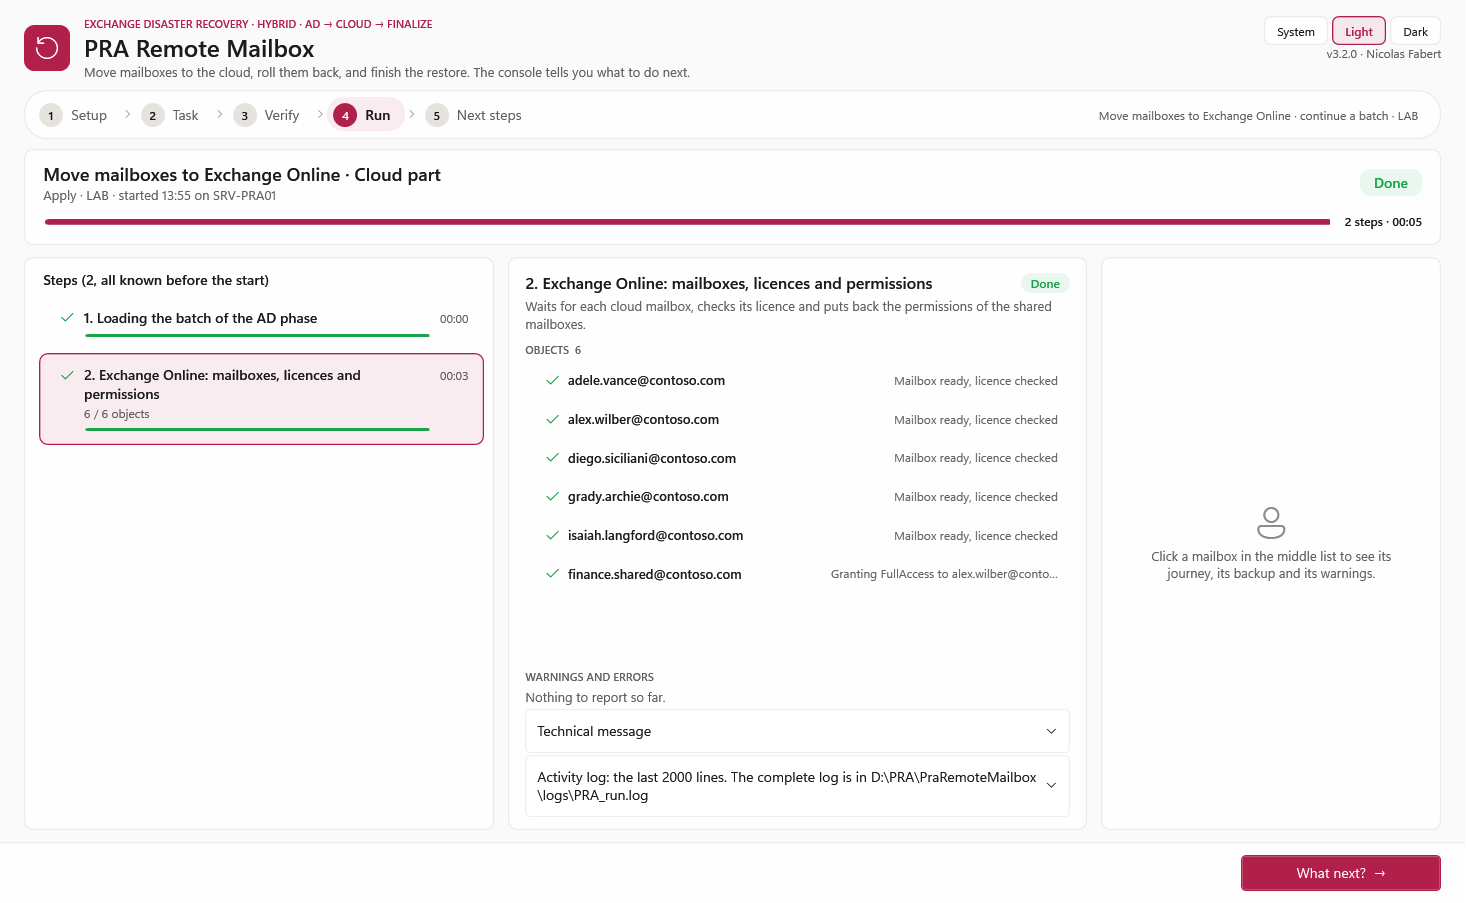 EXCHANGE DISASTER RECOVERY · HYBRID · AD → CLOUD → FINALIZE
PRA Remote Mailbox
Move mailboxes to the cloud, roll them back, and finish the restore. The console tells you what to do next.
System
Light
Dark
v3.2.0 · Nicolas Fabert
1 Setup
2 Task
3 Verify
4 Run
5 Next steps
Move mailboxes to Exchange Online · continue a batch · LAB
Move mailboxes to Exchange Online · Cloud part
Apply · LAB · started 13:55 on SRV-PRA01
Done
2 steps · 00:05
Steps (2, all known before the start)
1. Loading the batch of the AD phase
00:00
2. Exchange Online: mailboxes, licences and
permissions
00:03
6 / 6 objects
2. Exchange Online: mailboxes, licences and permissions
Done
Waits for each cloud mailbox, checks its licence and puts back the permissions of the shared
mailboxes.
OBJECTS 6
adele.vance@contoso.com
Mailbox ready, licence checked
alex.wilber@contoso.com
Mailbox ready, licence checked
diego.siciliani@contoso.com
Mailbox ready, licence checked
grady.archie@contoso.com
Mailbox ready, licence checked
isaiah.langford@contoso.com
Mailbox ready, licence checked
finance.shared@contoso.com
Granting FullAccess to alex.wilber@conto...
WARNINGS AND ERRORS
Nothing to report so far.
Technical message
Activity log: the last 2000 lines. The complete log is in D:\PRA\PraRemoteMailbox
\logs\PRA_run.log
Click a mailbox in the middle list to see its
journey, its backup and its warnings.
What next? →